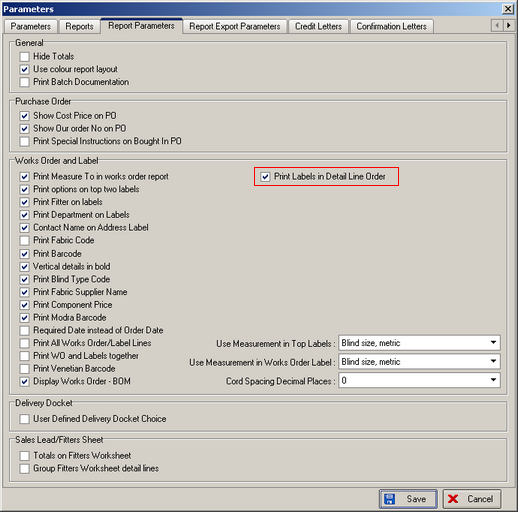 Parameters
Parameters
Reports
Report Parameters
Report Export Parameters
Credit Letters
Confirmation Letters
General
Hide Totals
Use colour report layout
Print Batch Documentation
Purchase Order
Show Cost Price on PO
Show Our order No on PO
Print Special Instructions on Bought In PO
Works Order and Label
Print Measure To in works order report
Print Labels in Detail Line Order
Print options on top two labels
Print Fitter on labels
Print Department on Labels
Contact Name on Address Label
Print Fabric Code
Print Barcode
Vertical details in bold
Print Blind Type Code
Print Fabric Supplier Name
Print Component Price
Print Modra Barcode
Required Date instead of Order Date
Print All Works Order/Label Lines
Use Measurement in Top Labels : Blind size, metric
Print WO and Labels together
Use Measurement in Works Order Label : Blind size, metric
Print Venetian Barcode
Display Works Order - BOM
Cord Spacing Decimal Places : 0
Delivery Docket
User Defined Delivery Docket Choice
Sales Lead/Fitters Sheet
Totals on Fitters Worksheet
Group Fitters Worksheet detail lines
Save
Cancel